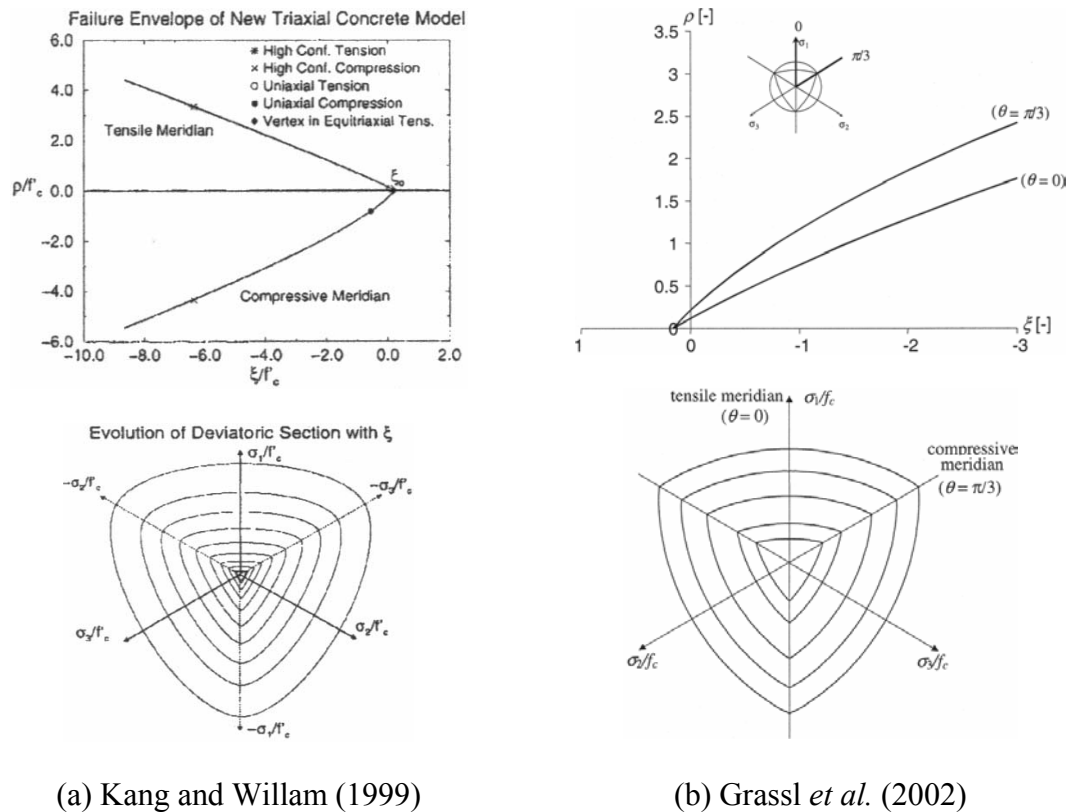 Failure Envelope of New Triaxial Concrete Model
6.0
4.0
2.0
0.0
−2.0
−4.0
−6.0
ρ/f'c
High Conf. Tension
High Conf. Compression
Uniaxial Tension
Uniaxial Compression
Vertex in Equitriaxial Tens.
Tensile Meridian
ξo
Compressive Meridian
−10.0 −8.0 −6.0 −4.0 −2.0 0.0 2.0
ξ/f'c
Evolution of Deviatoric Section with ξ
σ1/f'c
−σ2/f'c
−σ3/f'c
σ3/f'c
σ2/f'c
−σ1/f'c
(a) Kang and Willam (1999)
ρ [-]
3.5
3
2.5
2
1.5
1
0.5
0
0
σ1
π/3
σ3
σ2
(θ = π/3)
(θ = 0)
ξ [-]
1 0 -1 -2 -3
tensile meridian
(θ = 0)
σ1/fc
compressive
meridian
(θ = π/3)
σ2/fc
σ3/fc
(b) Grassl et al. (2002)